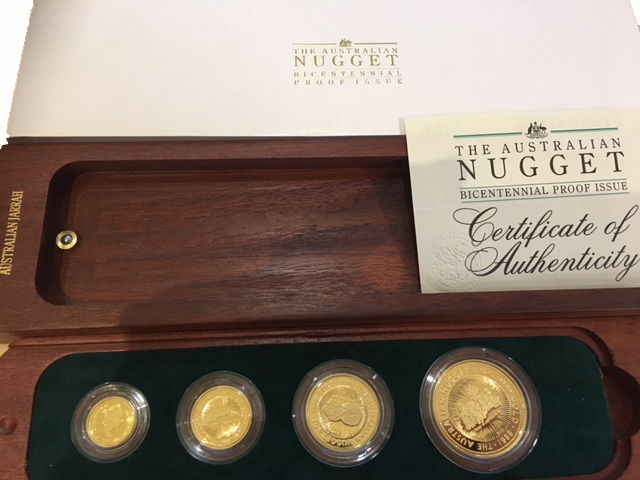 THE AUSTRALIAN
NUGGET
BICENTENNIAL
PROOF ISSUE
THE AUSTRALIAN
NUGGET
BICENTENNIAL PROOF ISSUE
Certificate of
Authenticity
AUSTRALIAN JARRAH